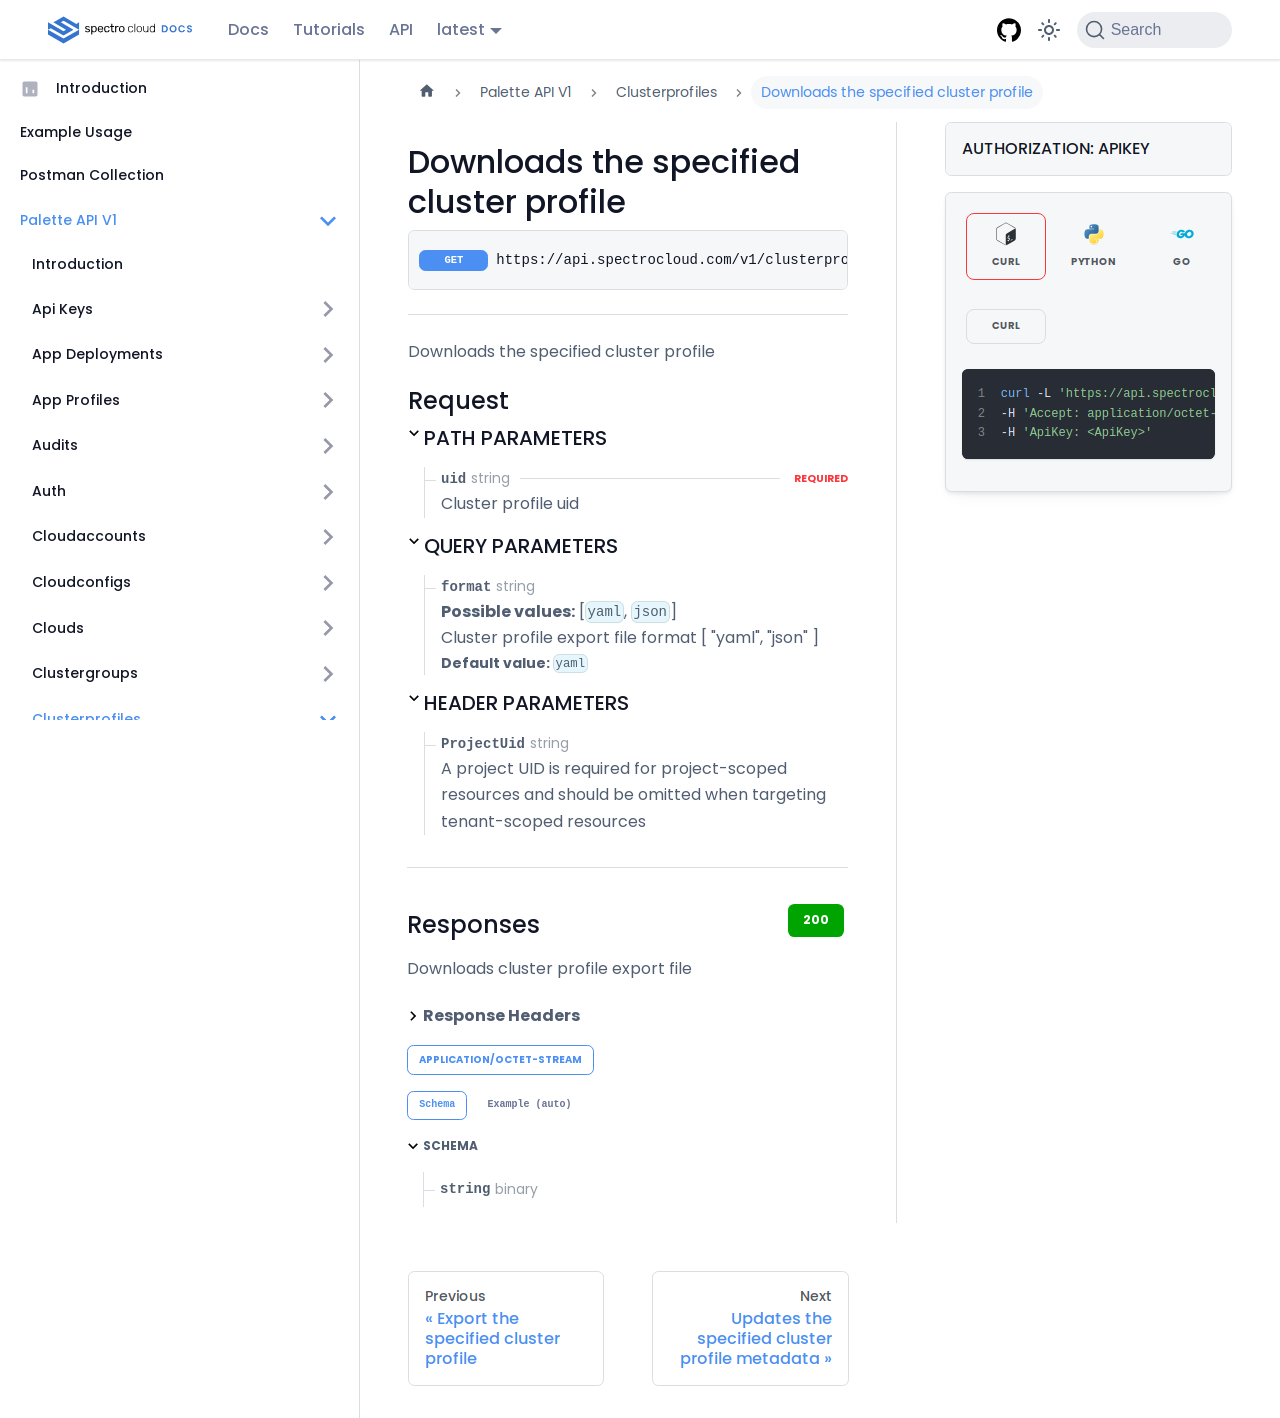 spectro cloud DOCS
Docs
Tutorials
API
latest
Search
Introduction
Example Usage
Postman Collection
Palette API V1
Introduction
Api Keys
App Deployments
App Profiles
Audits
Auth
Cloudaccounts
Cloudconfigs
Clouds
Clustergroups
Clusterprofiles
Palette API V1
Clusterprofiles
Downloads the specified cluster profile
Downloads the specified
cluster profile
GET https://api.spectrocloud.com/v1/clusterpro
Downloads the specified cluster profile
Request
PATH PARAMETERS
uid string REQUIRED
Cluster profile uid
QUERY PARAMETERS
format string
Possible values: [yaml, json]
Cluster profile export file format [ "yaml", "json" ]
Default value: yaml
HEADER PARAMETERS
ProjectUid string
A project UID is required for project-scoped
resources and should be omitted when targeting
tenant-scoped resources
Responses
200
Downloads cluster profile export file
Response Headers
APPLICATION/OCTET-STREAM
Schema
Example (auto)
SCHEMA
string binary
Previous
« Export the
specified cluster
profile
Next
Updates the
specified cluster
profile metadata »
AUTHORIZATION: APIKEY
CURL
PYTHON
GO
GO
CURL
1 curl -L 'https://api.spectrocl
2 -H 'Accept: application/octet-
3 -H 'ApiKey: <ApiKey>'